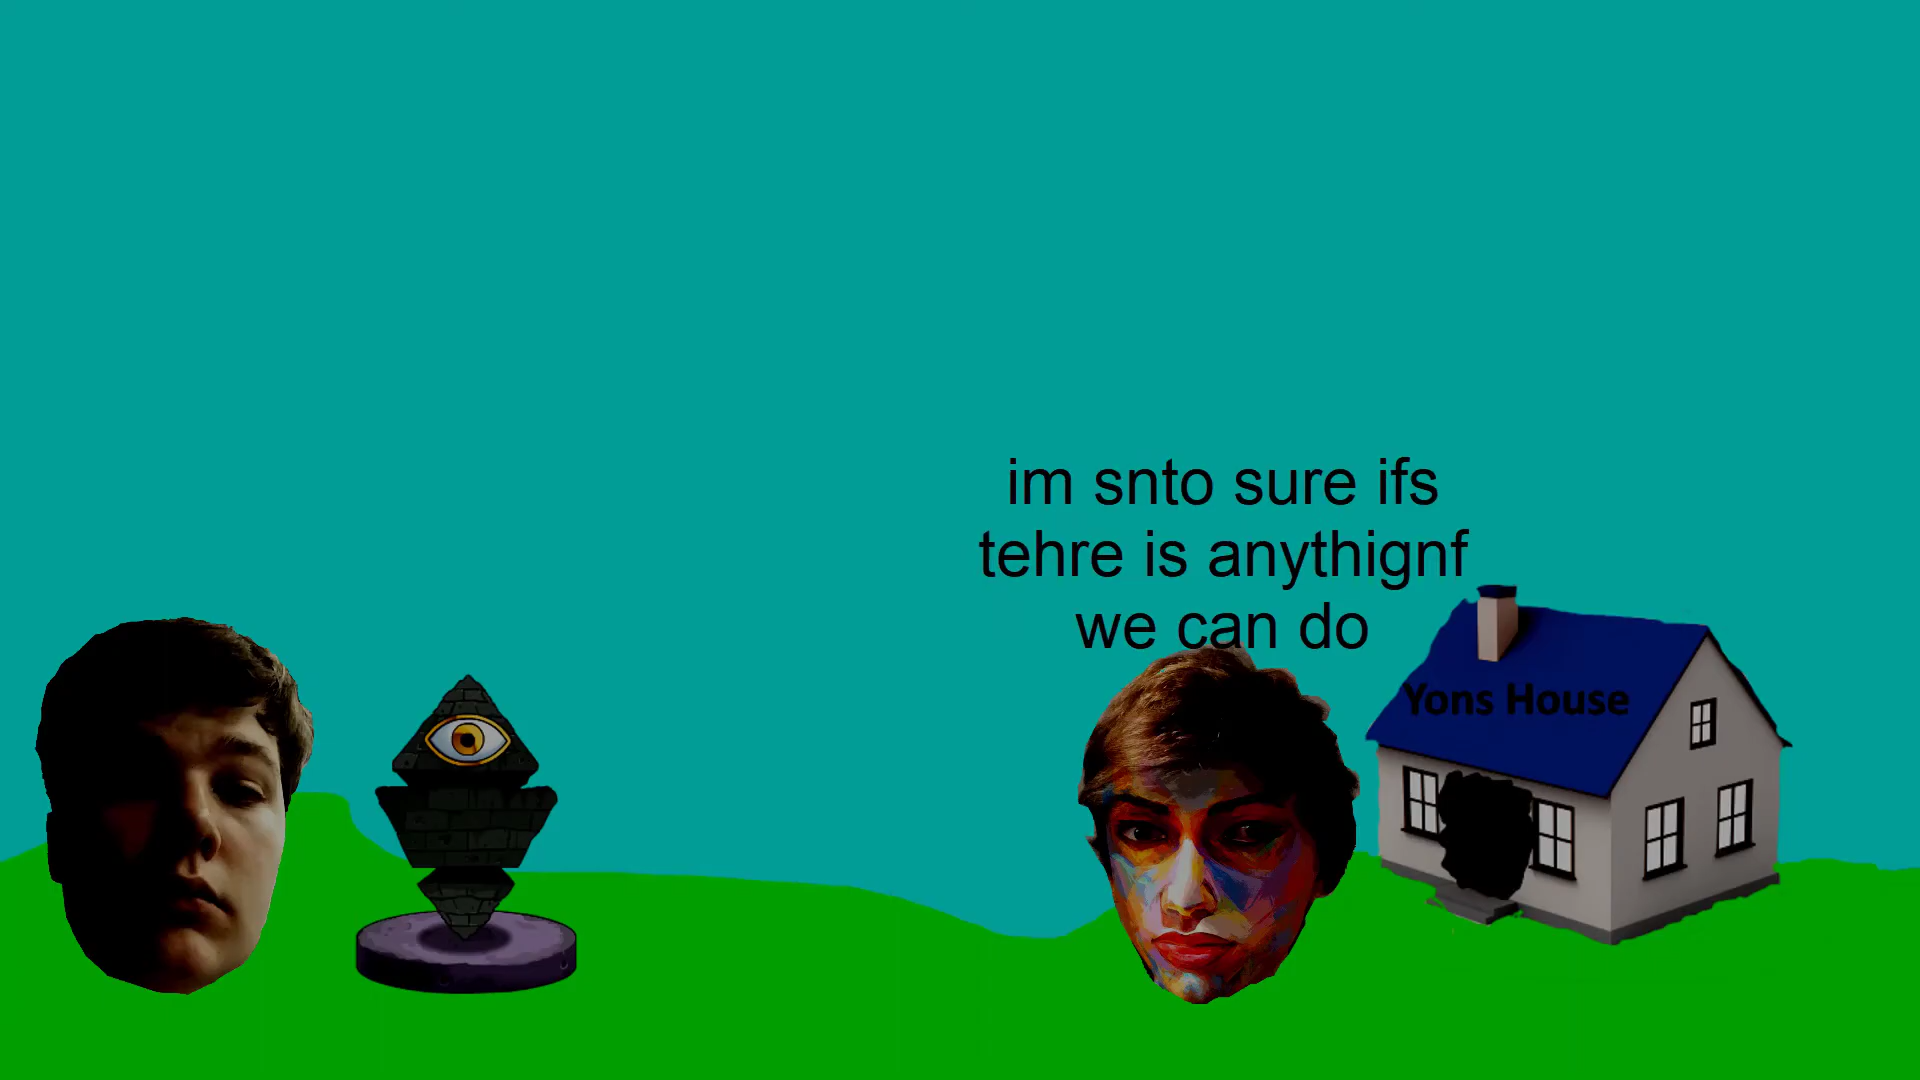 im snto sure ifs
tehre is anythignf
we can do
Yons House